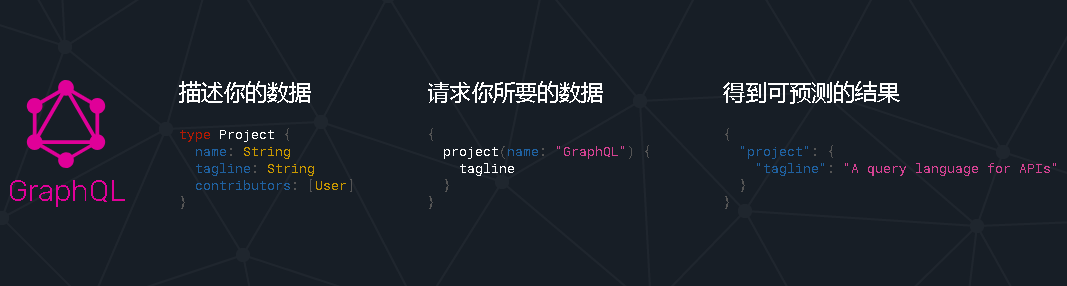 GraphQL
描述你的数据
type Project {
  name: String
  tagline: String
  contributors: [User]
}
请求你所要的数据
{
  project(name: "GraphQL") {
    tagline
  }
}
得到可预测的结果
{
  "project": {
    "tagline": "A query language for APIs"
  }
}